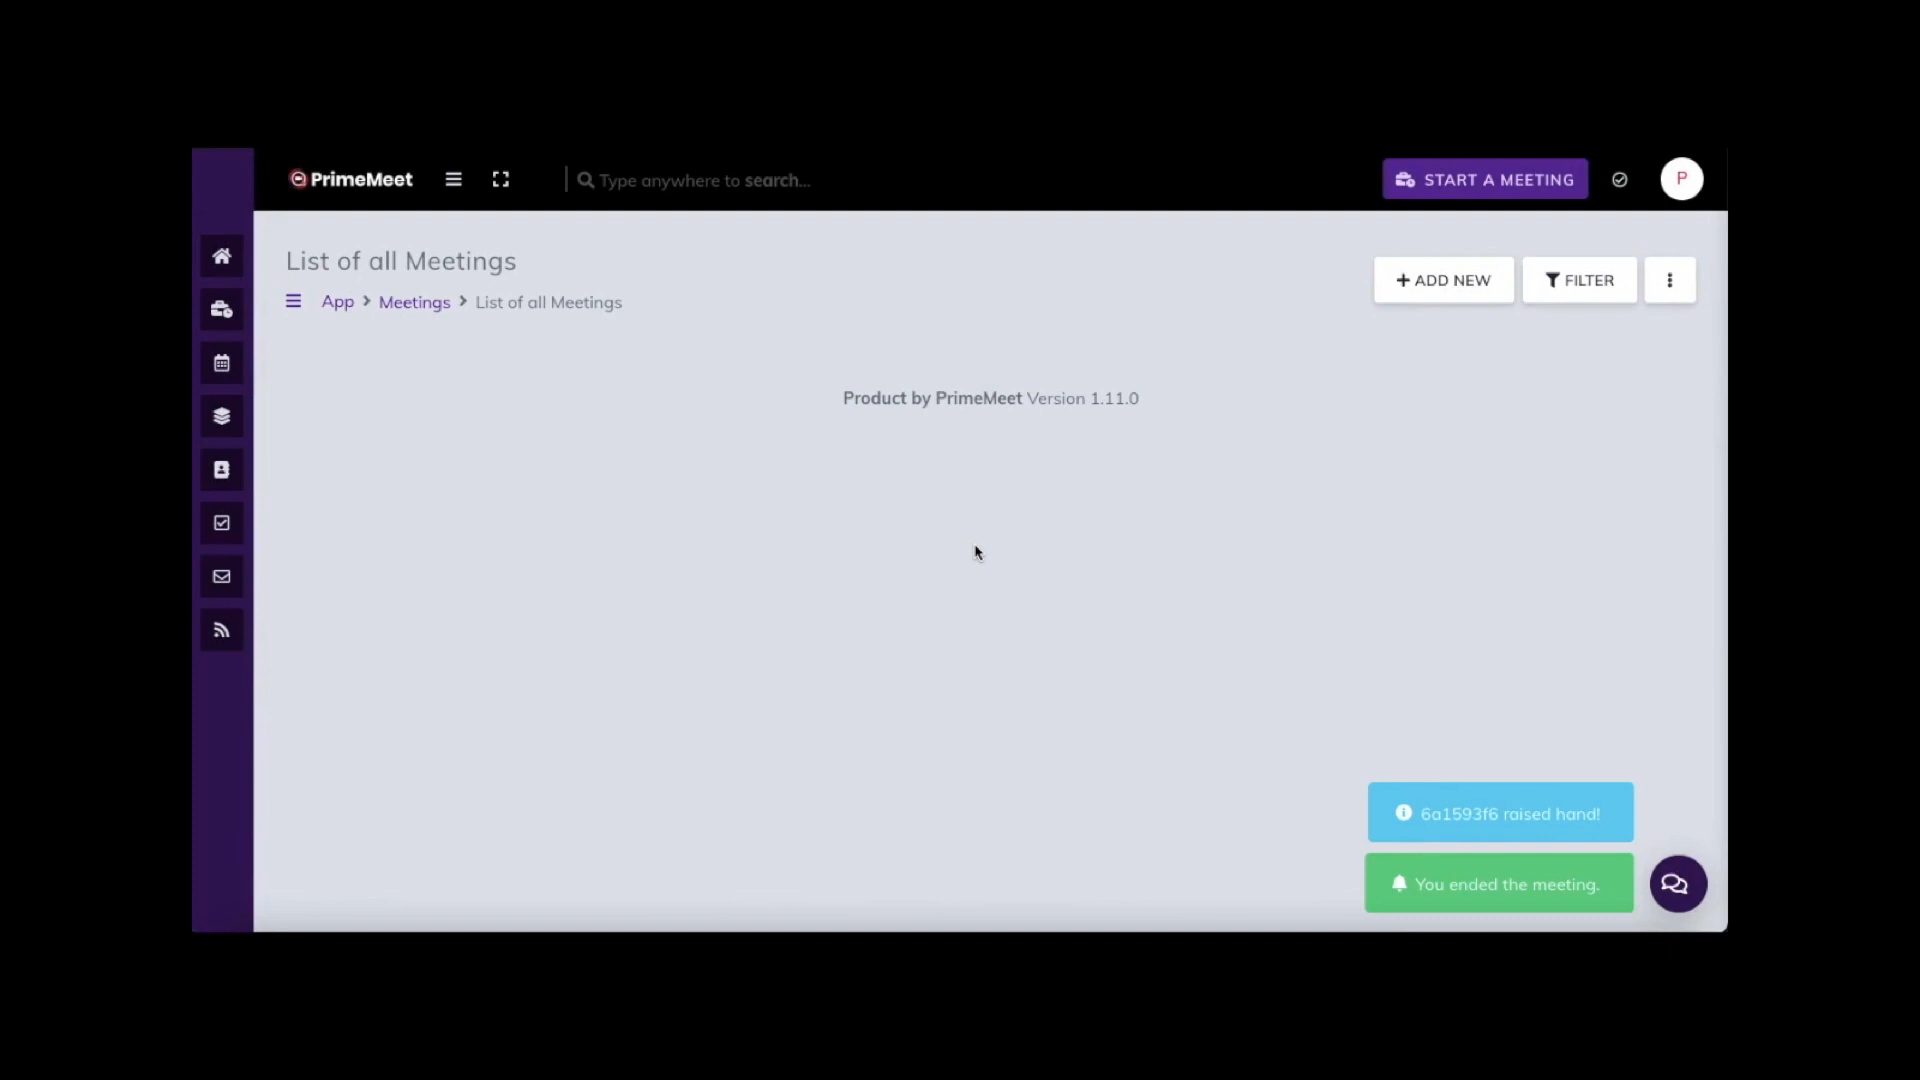 PrimeMeet
Type anywhere to search...
START A MEETING
P
List of all Meetings
App > Meetings > List of all Meetings
+ ADD NEW
FILTER
Product by PrimeMeet Version 1.11.0
6a1593f6 raised hand!
You ended the meeting.